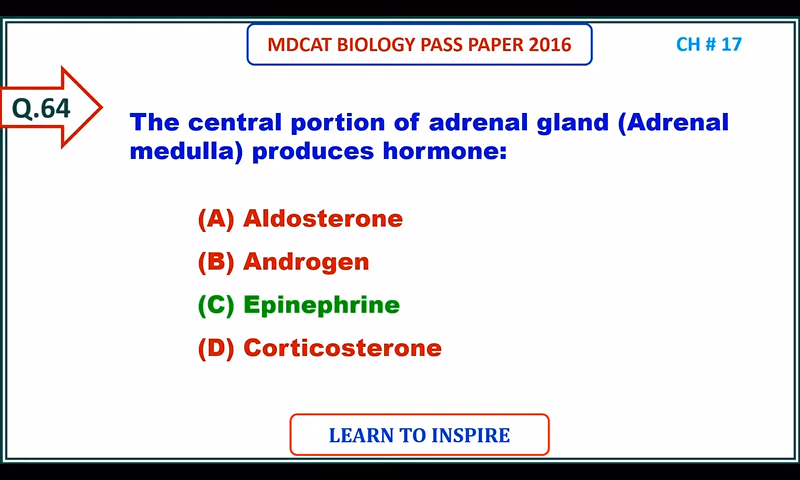 MDCAT BIOLOGY PASS PAPER 2016
CH # 17
Q.64
The central portion of adrenal gland (Adrenal
medulla) produces hormone:
(A) Aldosterone
(B) Androgen
(C) Epinephrine
(D) Corticosterone
LEARN TO INSPIRE